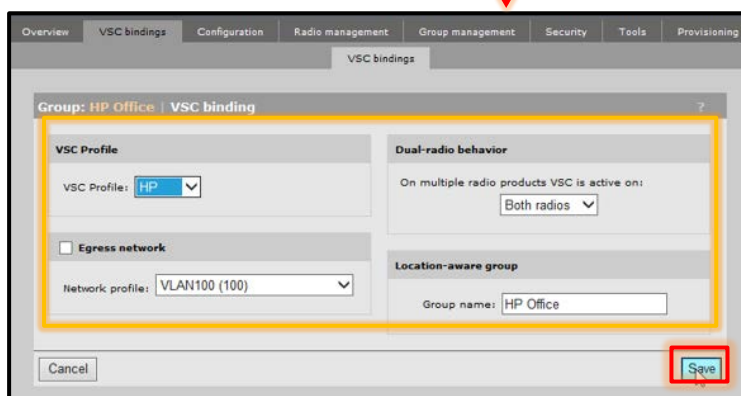 Overview VSC bindings Configuration Radio management Group management Security Tools Provisioning
VSC bindings
Group: HP Office | VSC binding ?
VSC Profile
VSC Profile: HP
Egress network
Network profile: VLAN100 (100)
Dual-radio behavior
On multiple radio products VSC is active on:
Both radios
Location-aware group
Group name: HP Office
Cancel Save